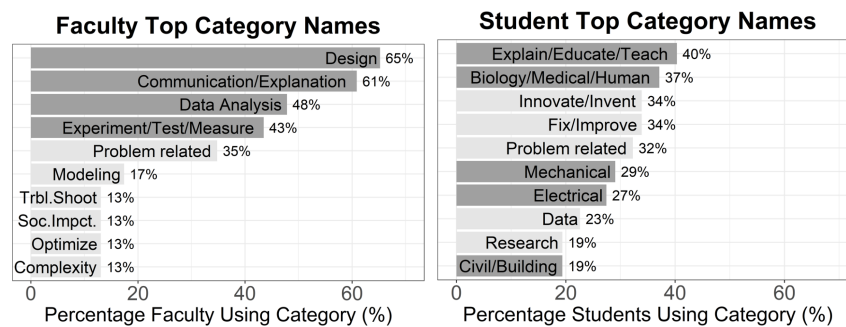 Faculty Top Category Names
Design 65%
Communication/Explanation 61%
Data Analysis 48%
Experiment/Test/Measure 43%
Problem related 35%
Modeling 17%
Trbl.Shoot 13%
Soc.Impct. 13%
Optimize 13%
Complexity 13%
0 20 40 60
Percentage Faculty Using Category (%)
Student Top Category Names
Explain/Educate/Teach 40%
Biology/Medical/Human 37%
Innovate/Invent 34%
Fix/Improve 34%
Problem related 32%
Mechanical 29%
Electrical 27%
Data 23%
Research 19%
Civil/Building 19%
0 20 40 60
Percentage Students Using Category (%)